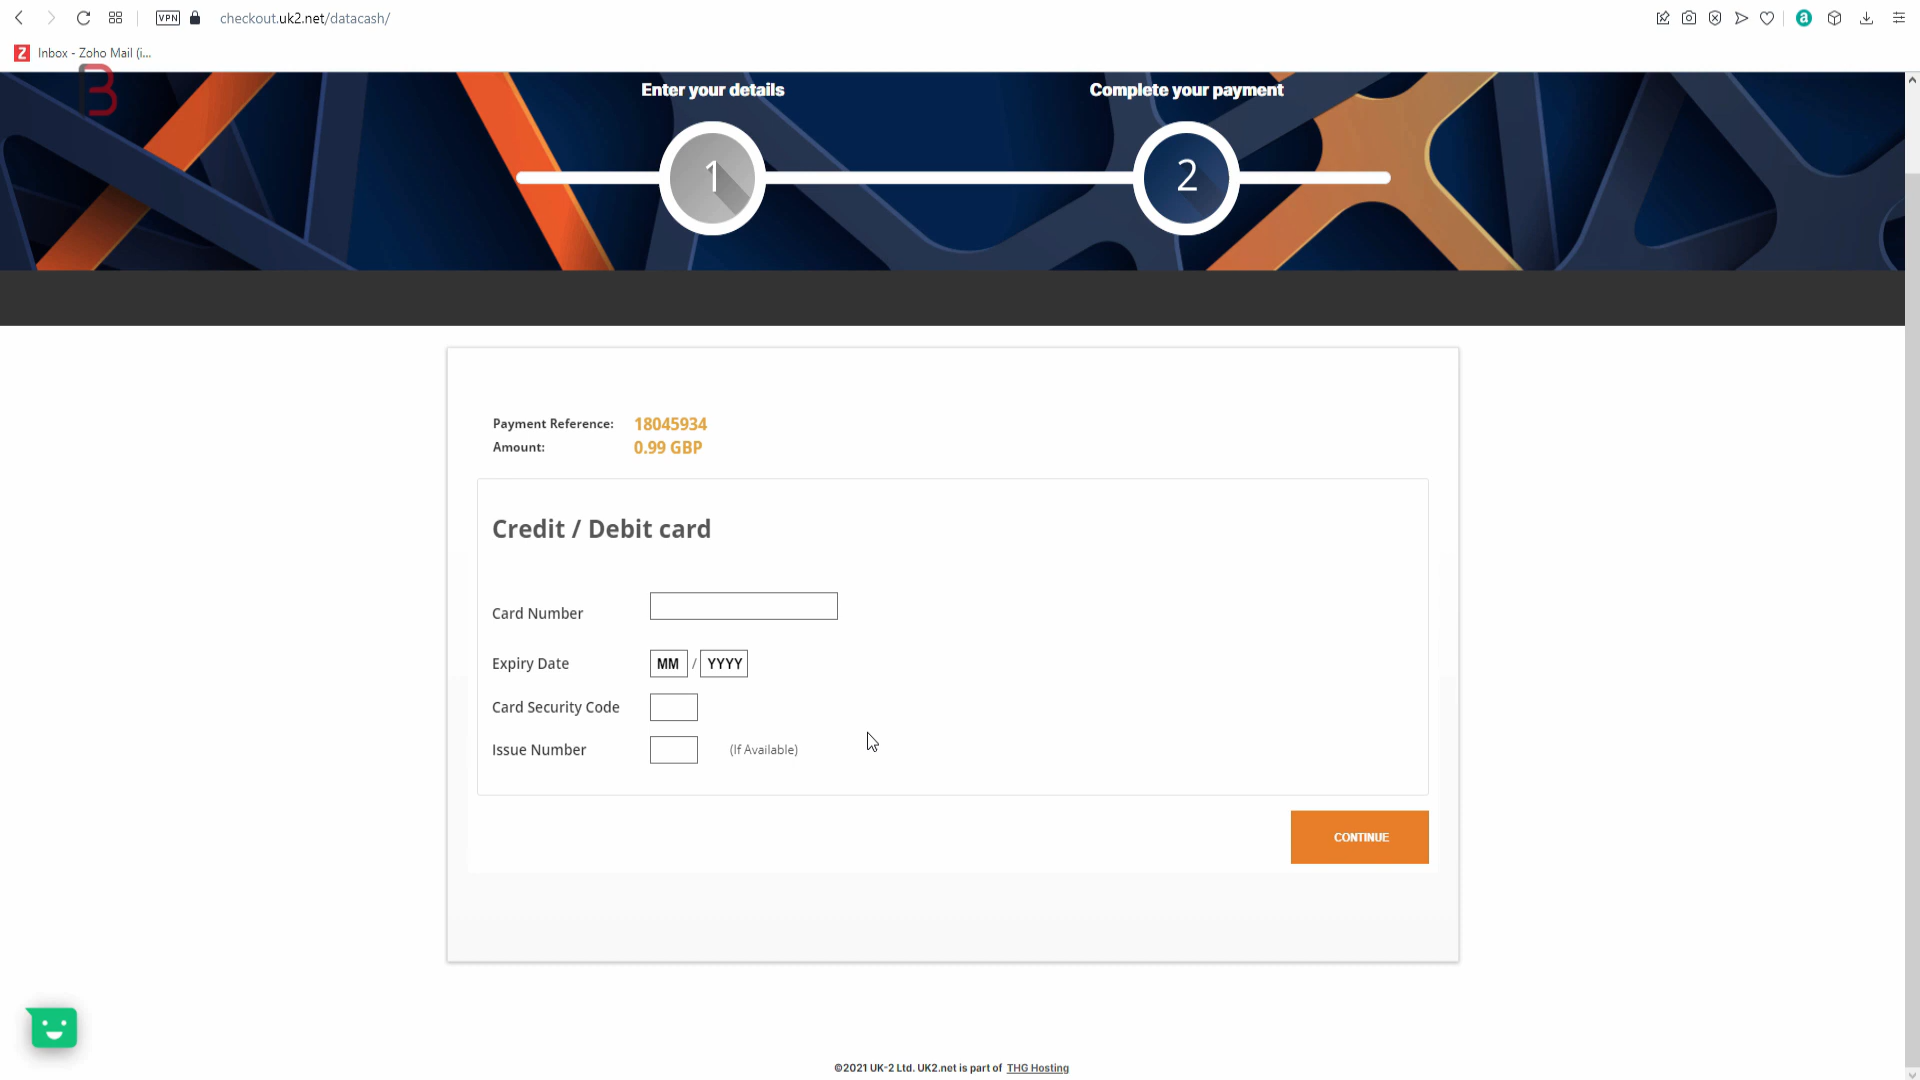 VPN
checkout.uk2.net/datacash/
Z
Inbox - Zoho Mail (i...
B
Enter your details
Complete your payment
1
2
Payment Reference: 18045934
Amount: 0.99 GBP
Credit / Debit card
Card Number
Expiry Date MM / YYYY
Card Security Code
Issue Number (If Available)
CONTINUE
©2021 UK-2 Ltd. UK2.net is part of THG Hosting
a